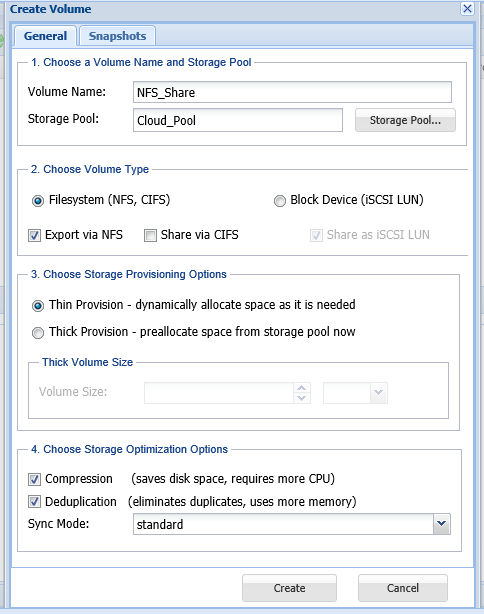 Create Volume
General Snapshots
1. Choose a Volume Name and Storage Pool
Volume Name: NFS_Share
Storage Pool: Cloud_Pool Storage Pool...
2. Choose Volume Type
Filesystem (NFS, CIFS) Block Device (iSCSI LUN)
Export via NFS Share via CIFS Share as iSCSI LUN
3. Choose Storage Provisioning Options
Thin Provision - dynamically allocate space as it is needed
Thick Provision - preallocate space from storage pool now
Thick Volume Size
Volume Size:
4. Choose Storage Optimization Options
Compression (saves disk space, requires more CPU)
Deduplication (eliminates duplicates, uses more memory)
Sync Mode: standard
Create Cancel